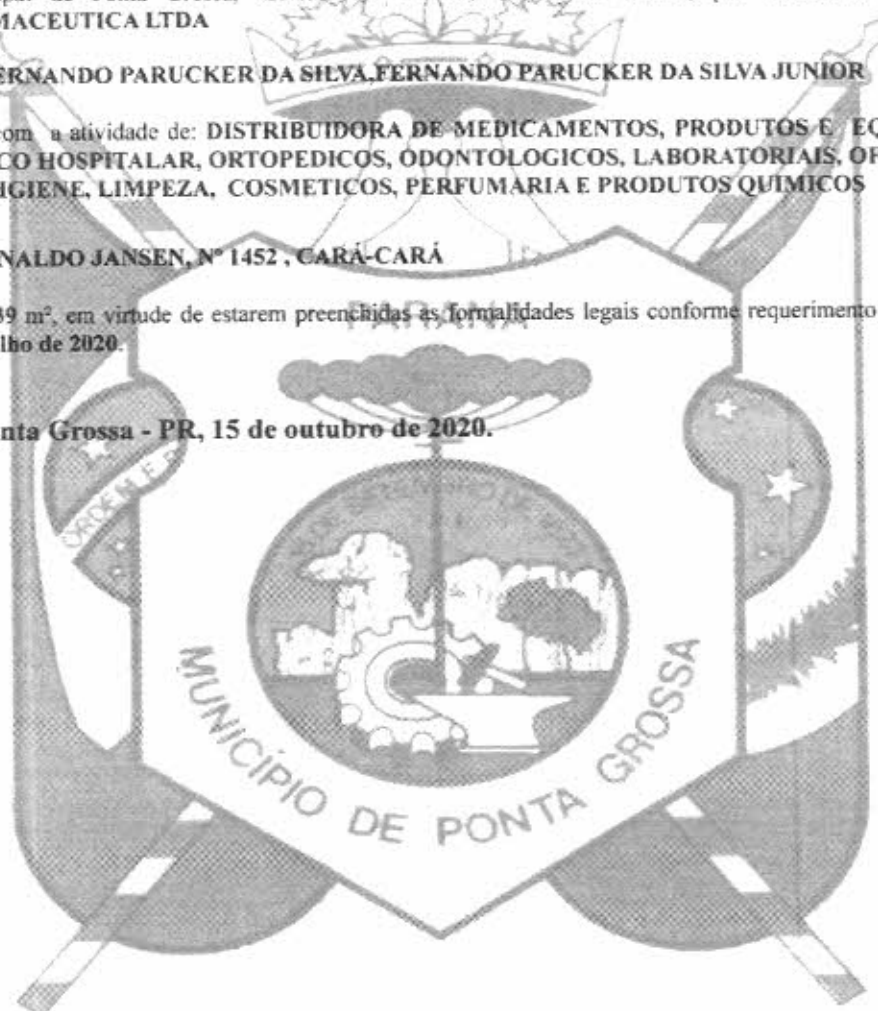 MACEUTICA LTDA
FERNANDO PARUCKER DA SILVA,FERNANDO PARUCKER DA SILVA JUNIOR
com a atividade de: DISTRIBUIDORA DE MEDICAMENTOS, PRODUTOS E EQ
CO HOSPITALAR, ORTOPEDICOS, ODONTOLOGICOS, LABORATORIAIS, OF
HIGIENE, LIMPEZA, COSMETICOS, PERFUMARIA E PRODUTOS QUIMICOS
NALDO JANSEN, Nº 1452 , CARÁ-CARÁ
39 m², em virtude de estarem preenchidas as formalidades legais conforme requerimento
lho de 2020.
PARANÁ
nta Grossa - PR, 15 de outubro de 2020.
ORDEM E P
MUNICÍPIO DE PONTA GROSSA